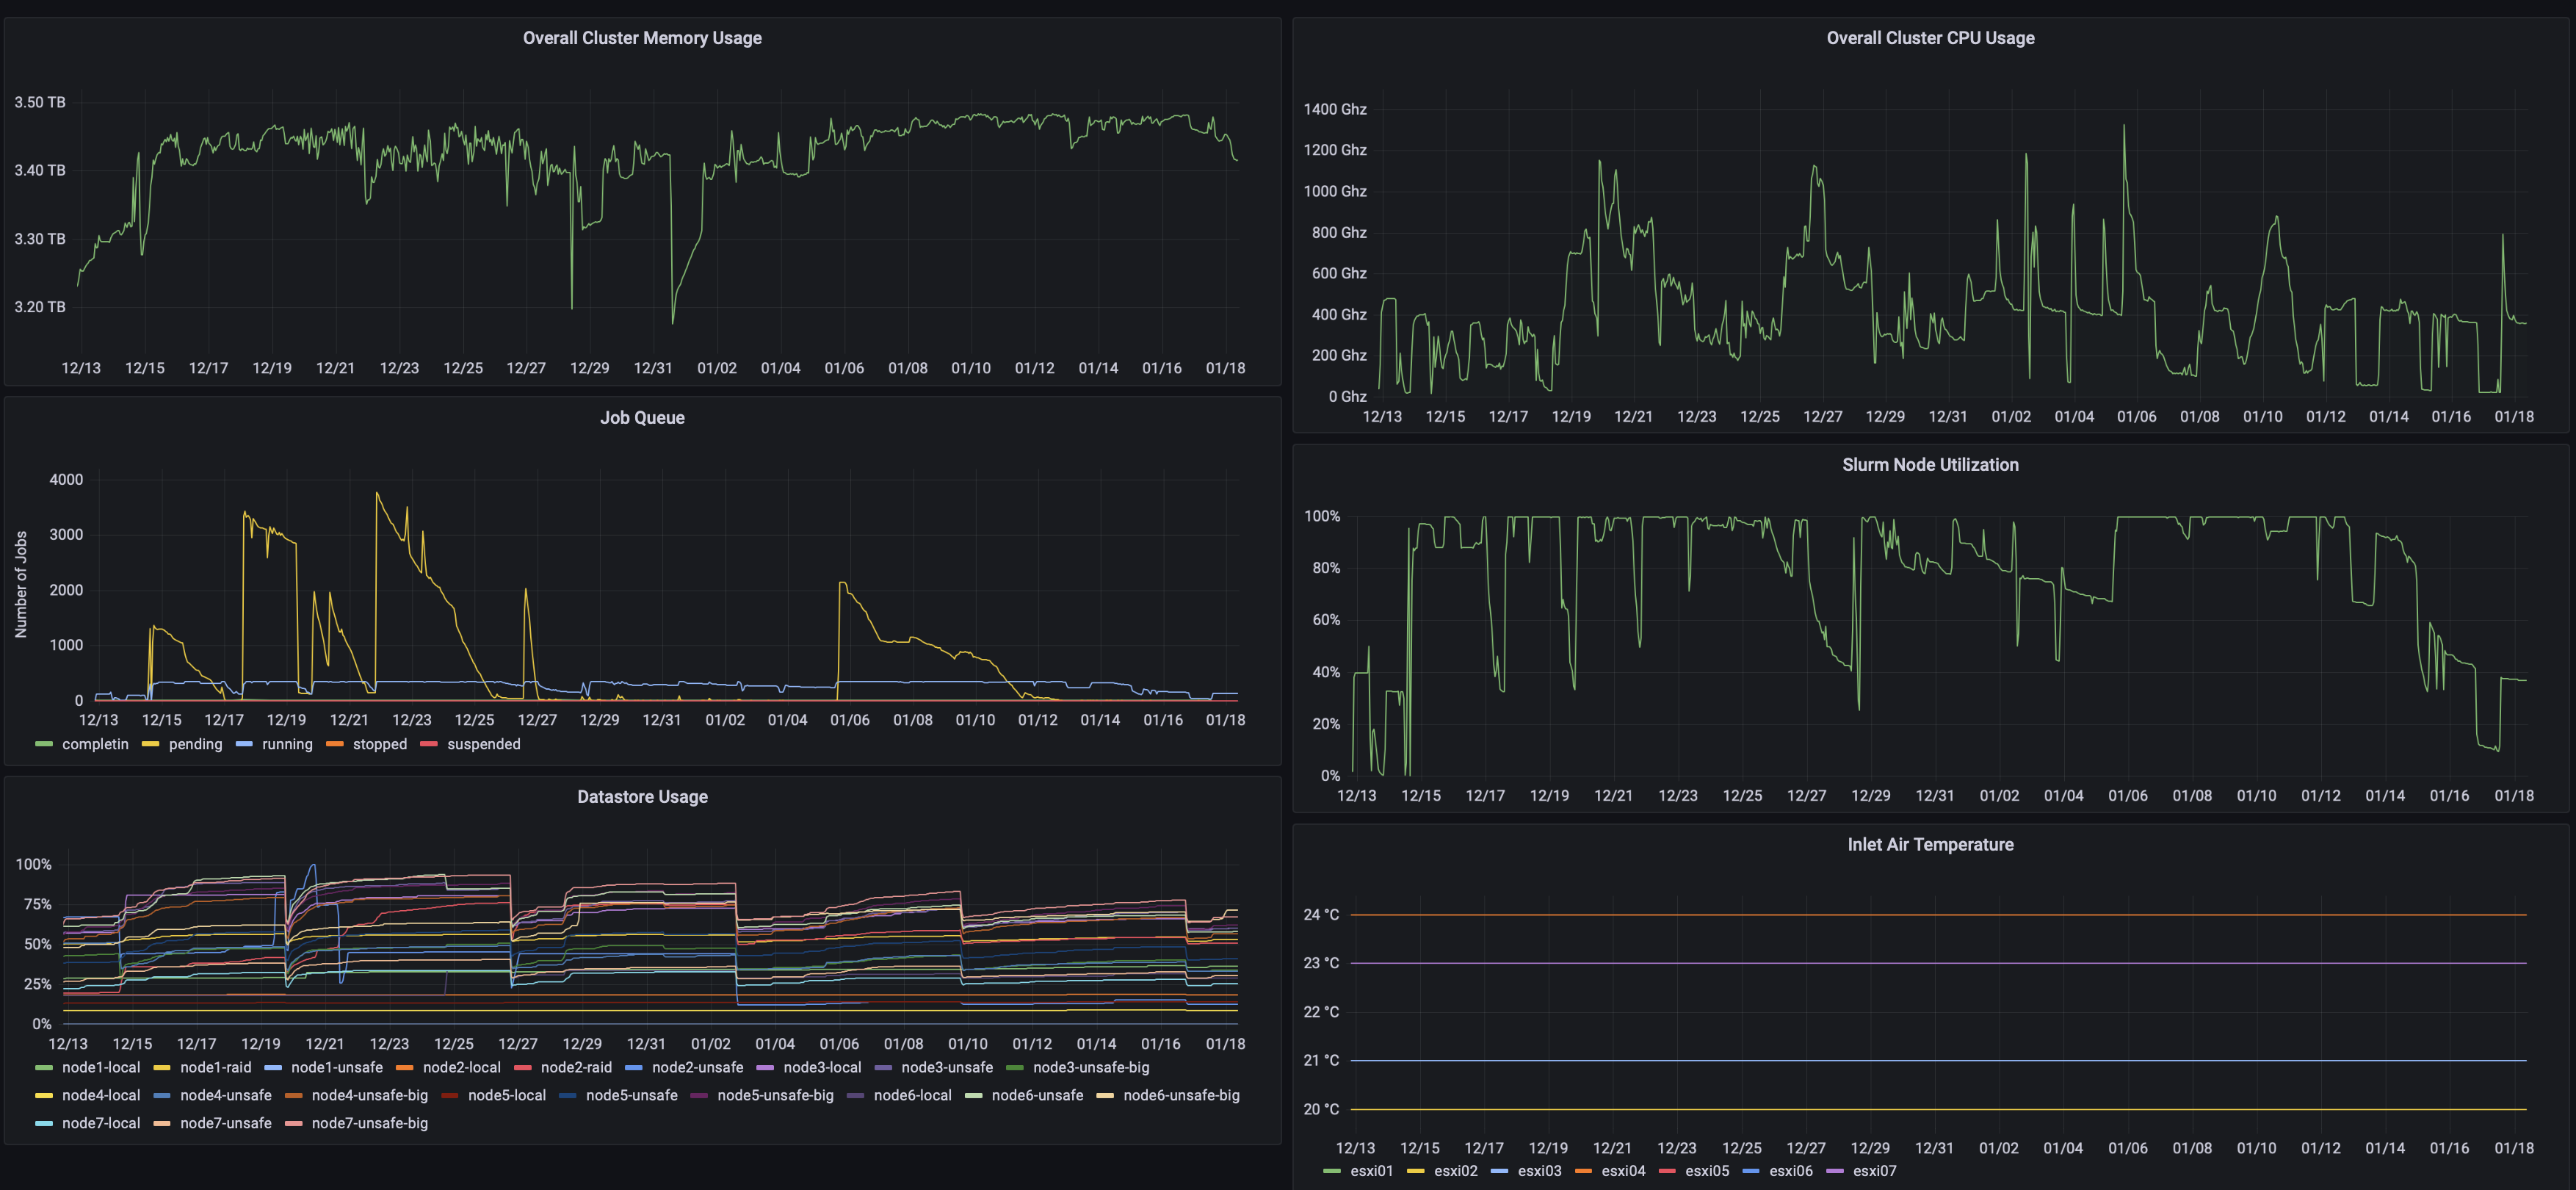 Overall Cluster Memory Usage
3.50 TB
3.40 TB
3.30 TB
3.20 TB
12/13 12/15 12/17 12/19 12/21 12/23 12/25 12/27 12/29 12/31 01/02 01/04 01/06 01/08 01/10 01/12 01/14 01/16 01/18
Job Queue
Number of Jobs
4000
3000
2000
1000
0
12/13 12/15 12/17 12/19 12/21 12/23 12/25 12/27 12/29 12/31 01/02 01/04 01/06 01/08 01/10 01/12 01/14 01/16 01/18
completin pending running stopped suspended
Datastore Usage
100%
75%
50%
25%
0%
12/13 12/15 12/17 12/19 12/21 12/23 12/25 12/27 12/29 12/31 01/02 01/04 01/06 01/08 01/10 01/12 01/14 01/16 01/18
node1-local node1-raid node1-unsafe node2-local node2-raid node2-unsafe node3-local node3-unsafe node3-unsafe-big
node4-local node4-unsafe node4-unsafe-big node5-local node5-unsafe node5-unsafe-big node6-local node6-unsafe node6-unsafe-big
node7-local node7-unsafe node7-unsafe-big
Overall Cluster CPU Usage
1400 Ghz
1200 Ghz
1000 Ghz
800 Ghz
600 Ghz
400 Ghz
200 Ghz
0 Ghz
12/13 12/15 12/17 12/19 12/21 12/23 12/25 12/27 12/29 12/31 01/02 01/04 01/06 01/08 01/10 01/12 01/14 01/16 01/18
Slurm Node Utilization
100%
80%
60%
40%
20%
0%
12/13 12/15 12/17 12/19 12/21 12/23 12/25 12/27 12/29 12/31 01/02 01/04 01/06 01/08 01/10 01/12 01/14 01/16 01/18
Inlet Air Temperature
24 °C
23 °C
22 °C
21 °C
20 °C
12/13 12/15 12/17 12/19 12/21 12/23 12/25 12/27 12/29 12/31 01/02 01/04 01/06 01/08 01/10 01/12 01/14 01/16 01/18
esxi01 esxi02 esxi03 esxi04 esxi05 esxi06 esxi07